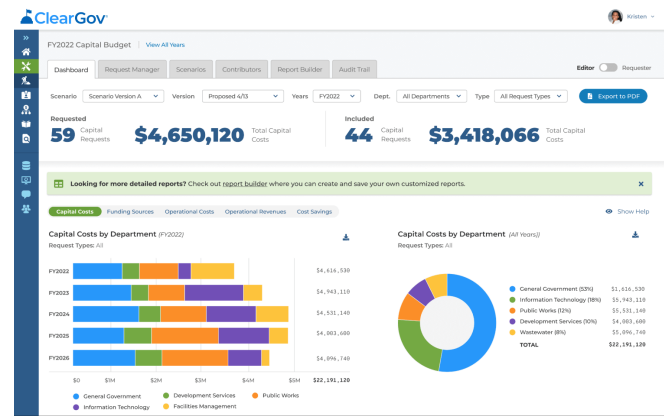 ClearGov
Kristen
FY2022 Capital Budget
View All Years
Dashboard
Request Manager
Scenarios
Contributors
Report Builder
Audit Trail
Editor
Requester
Scenario
Scenario Version A
Version
Proposed 4/13
Years
FY2022
Dept.
All Departments
Type
All Request Types
Export to PDF
Requested
59 Capital Requests
$4,650,120 Total Capital Costs
Included
44 Capital Requests
$3,418,066 Total Capital Costs
Looking for more detailed reports? Check out report builder where you can create and save your own customized reports.
Capital Costs
Funding Sources
Operational Costs
Operational Revenues
Cost Savings
Show Help
Capital Costs by Department (FY2022)
Request Types: All
FY2022 $4,616,530
FY2023 $4,943,110
FY2024 $4,531,140
FY2025 $4,003,600
FY2026 $4,096,740
$0 $1M $2M $3M $4M $5M $22,191,120
General Government
Development Services
Public Works
Information Technology
Facilities Management
Capital Costs by Department (All Years))
Request Types: All
General Government (53%) $1,616,530
Information Technology (18%) $5,943,110
Public Works (12%) $5,531,140
Development Services (10%) $4,003,600
Wastewater (8%) $5,096,740
TOTAL $22,191,120